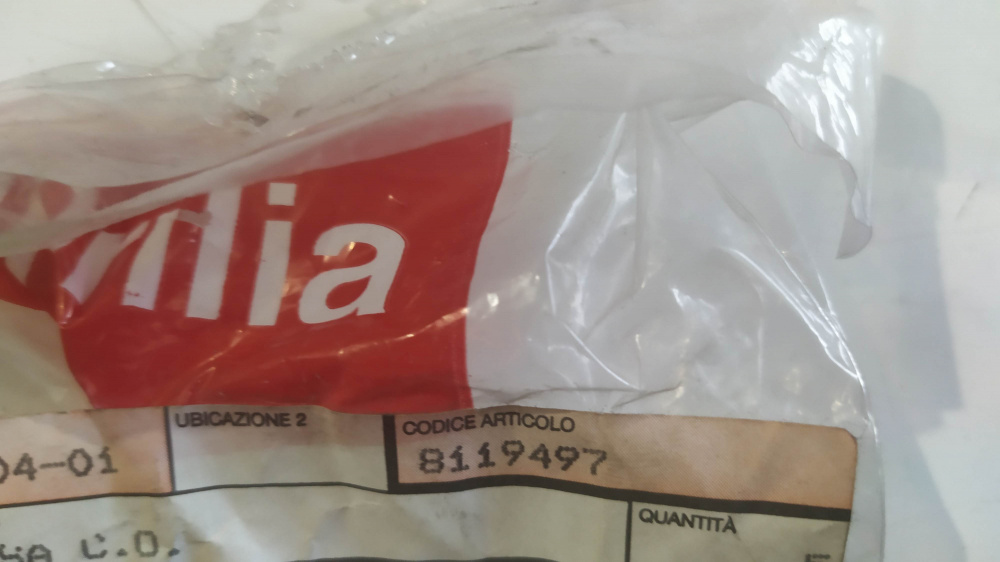 ilia
UBICAZIONE 2
CODICE ARTICOLO
04-01
8119497
QUANTITÀ
C.O.